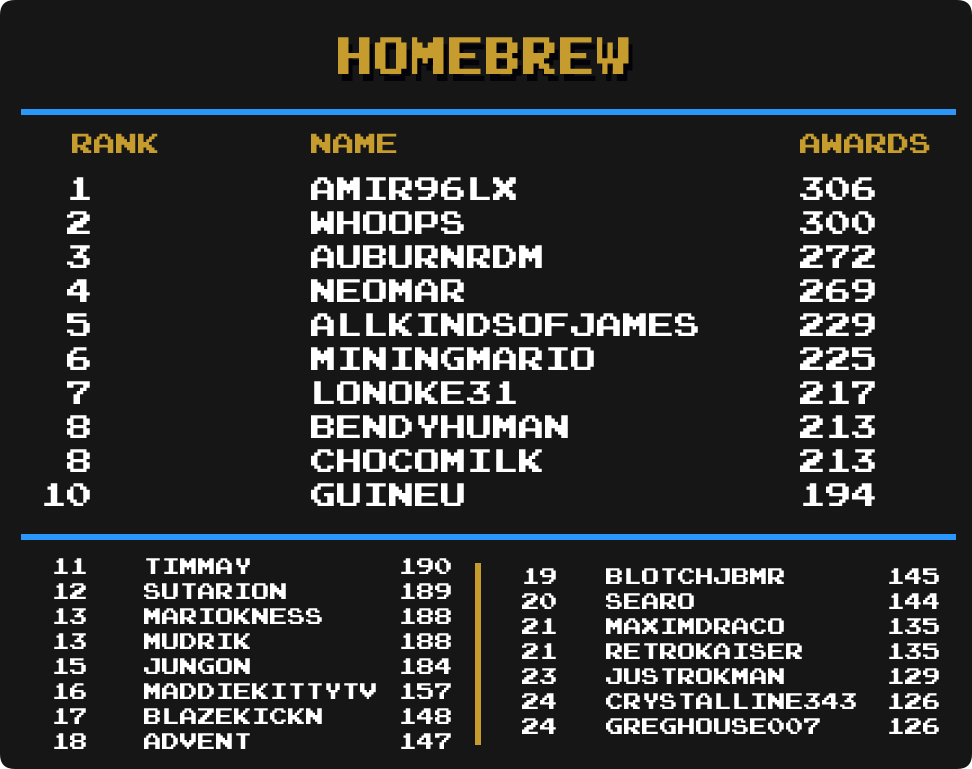 HOMEBREW
RANK NAME AWARDS
1 AMIR96LX 306
2 WHOOPS 300
3 AUBURNRDM 272
4 NEOMAR 269
5 ALLKINDSOFJAMES 229
6 MININGMARIO 225
7 LONOKE31 217
8 BENDYHUMAN 213
8 CHOCOMILK 213
10 GUINEU 194
11 TIMMAY 190
12 SUTARION 189
13 MARIOKNESS 188
13 MUDRIK 188
15 JUNGON 184
16 MADDIEKITTYTV 157
17 BLAZEKICKN 148
18 ADVENT 147
19 BLOTCHJBMR 145
20 SEARO 144
21 MAXIMDRACO 135
21 RETROKAISER 135
23 JUSTROKMAN 129
24 CRYSTALLINE343 126
24 GREGHOUSE007 126